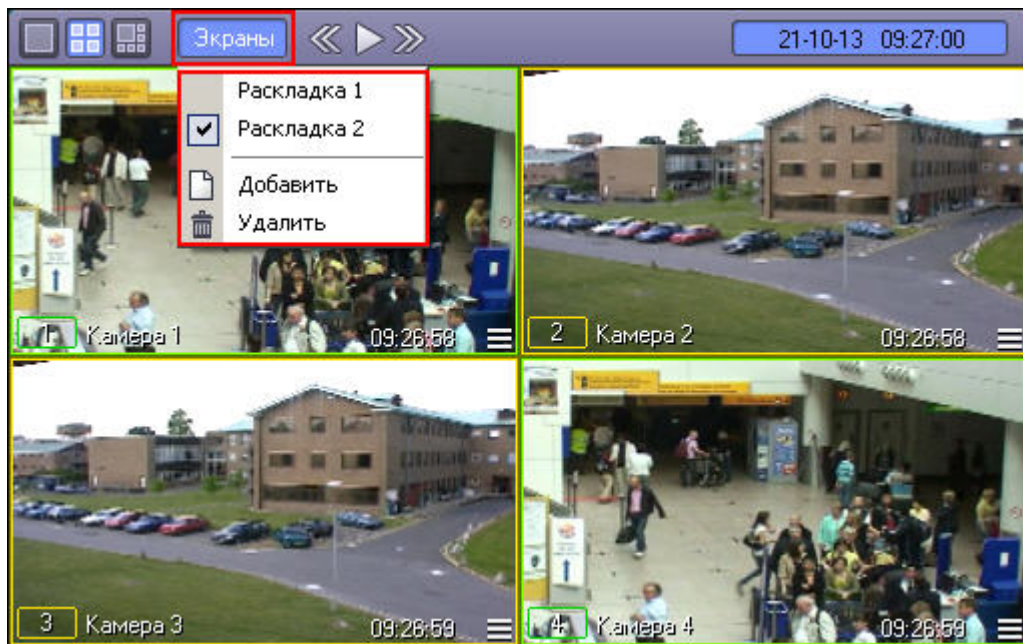 Экраны
21-10-13 09:27:00
Раскладка 1
Раскладка 2
Добавить
Удалить
1 Камера 1 09:26:58
2 Камера 2 09:26:58
3 Камера 3 09:26:59
4 Камера 4 09:26:59